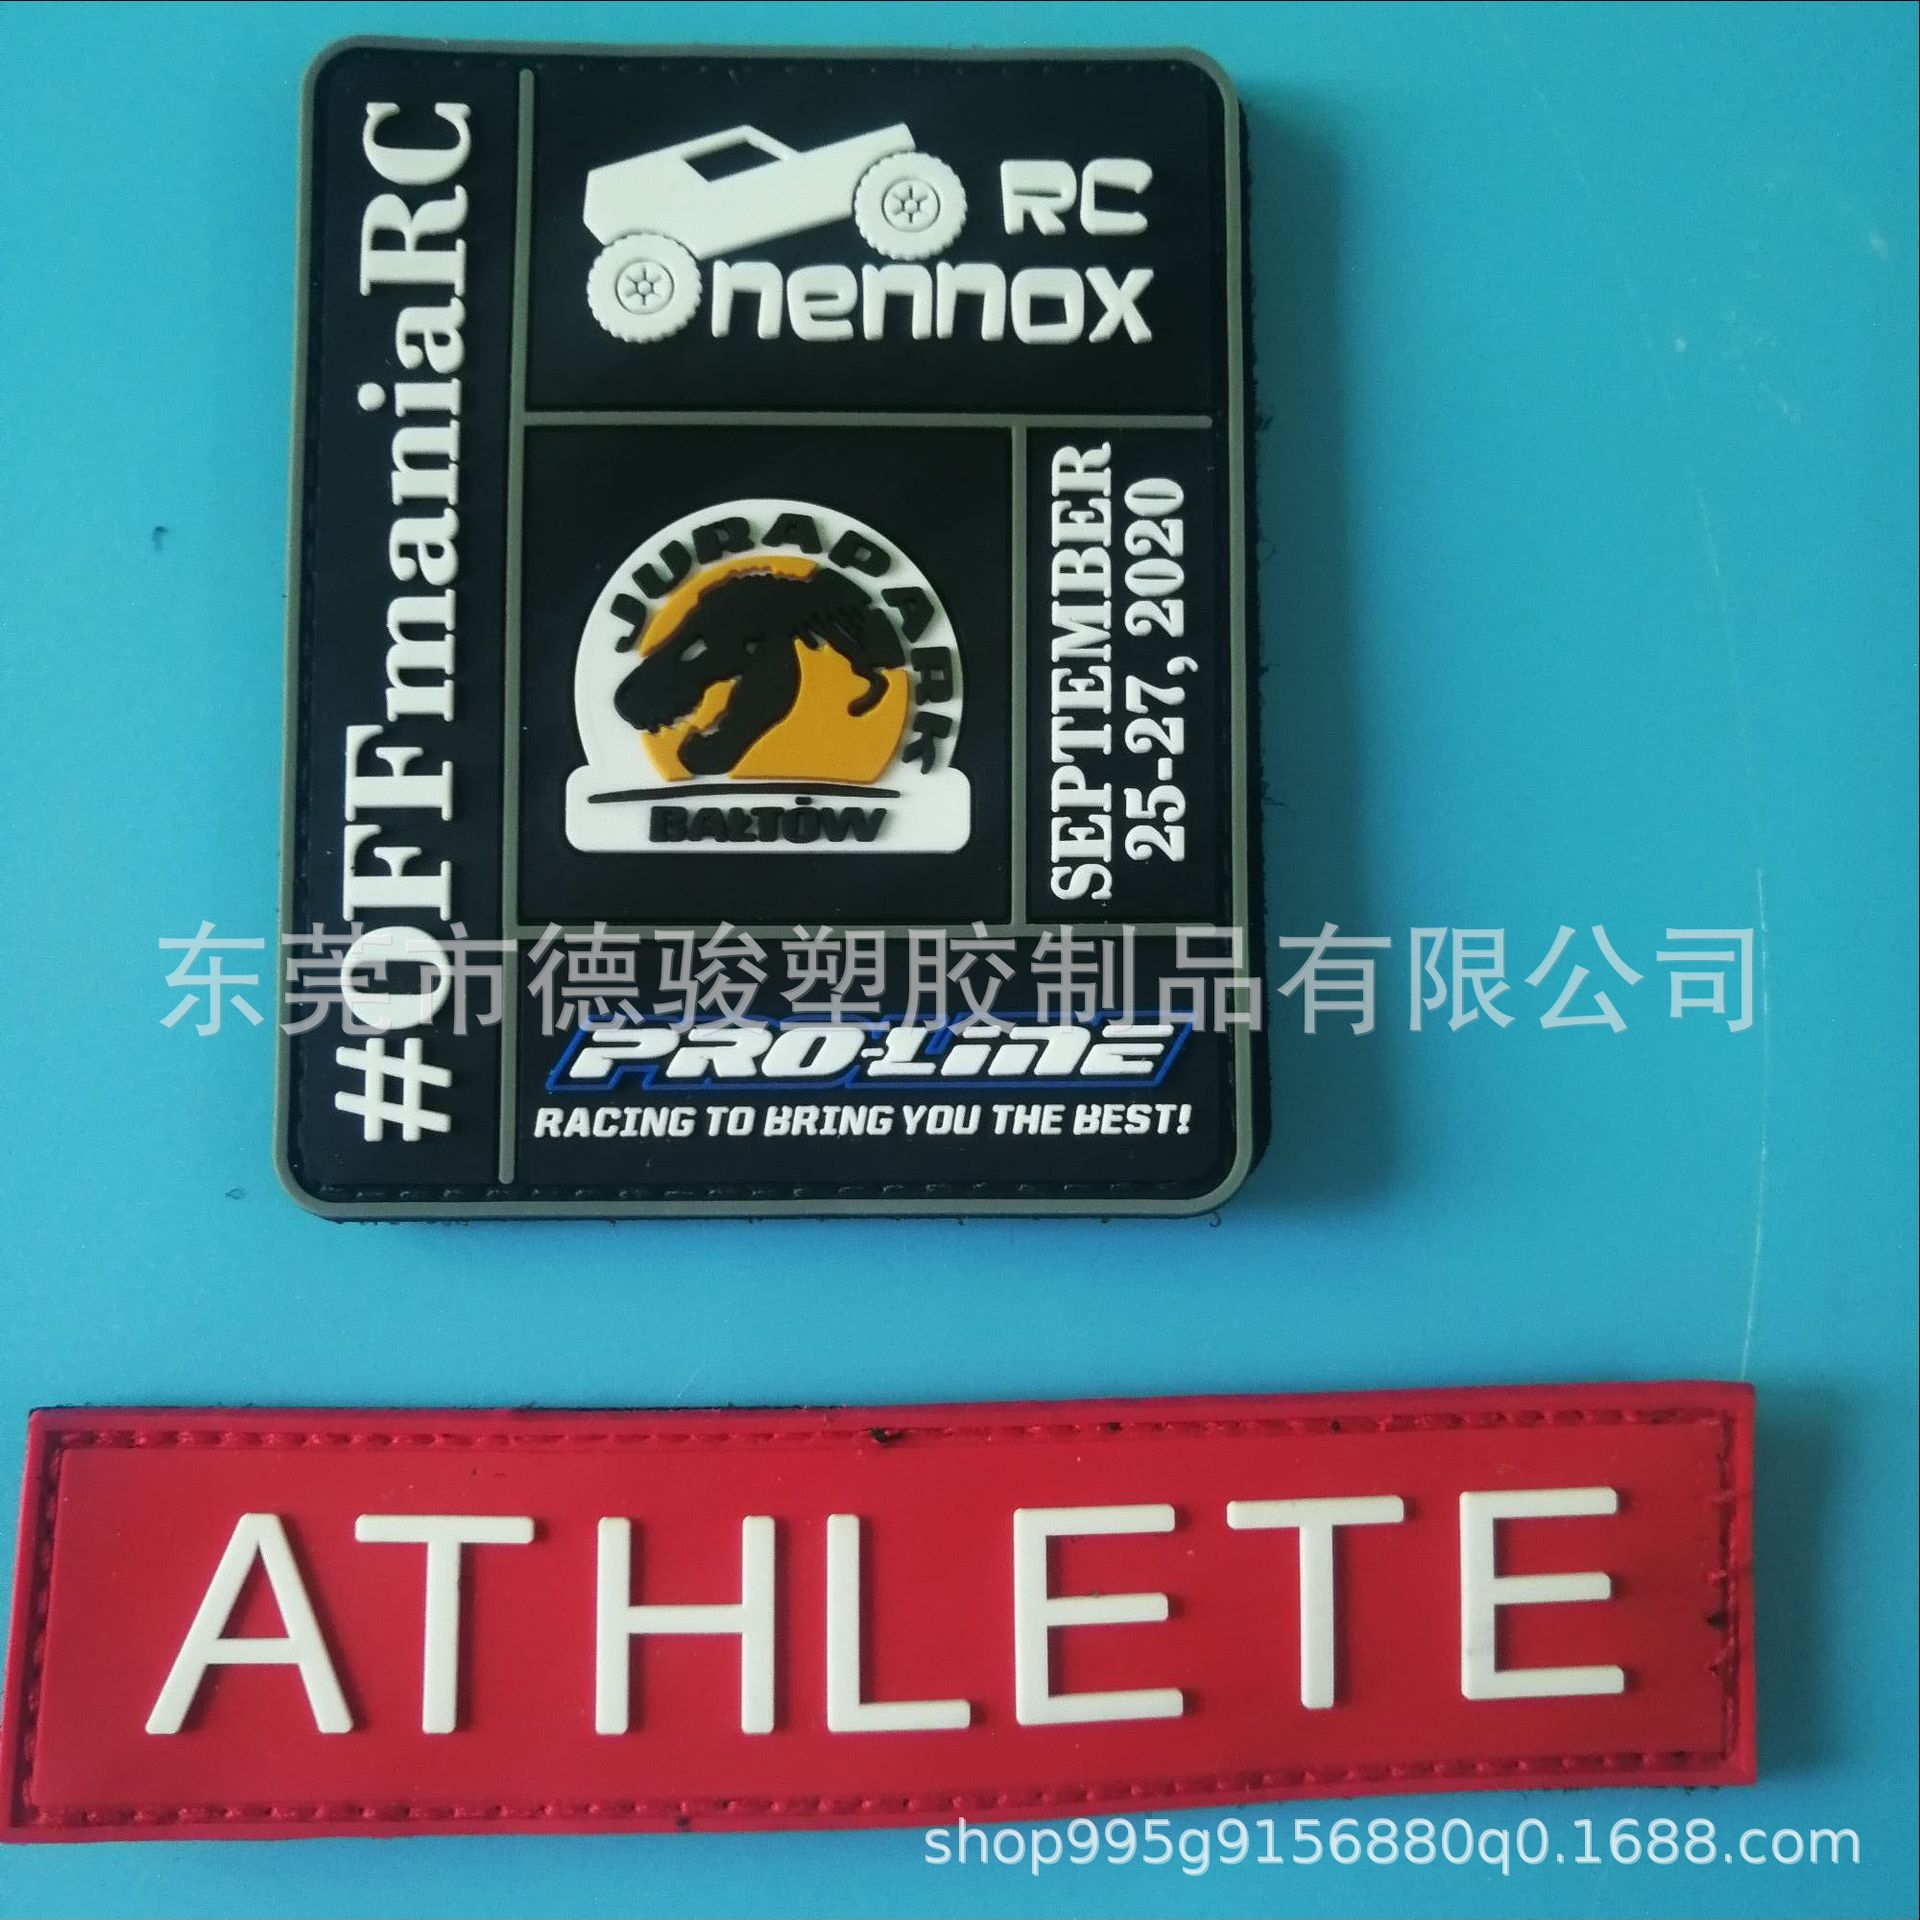 #OFFmaniaRC
RC
nennox
JURAPARK
BAŁTÓW
SEPTEMBER
25-27, 2020
东莞市德骏塑胶制品有限公司
PRO-LINE
RACING TO BRING YOU THE BEST!
ATHLETE
shop995g9156880q0.1688.com